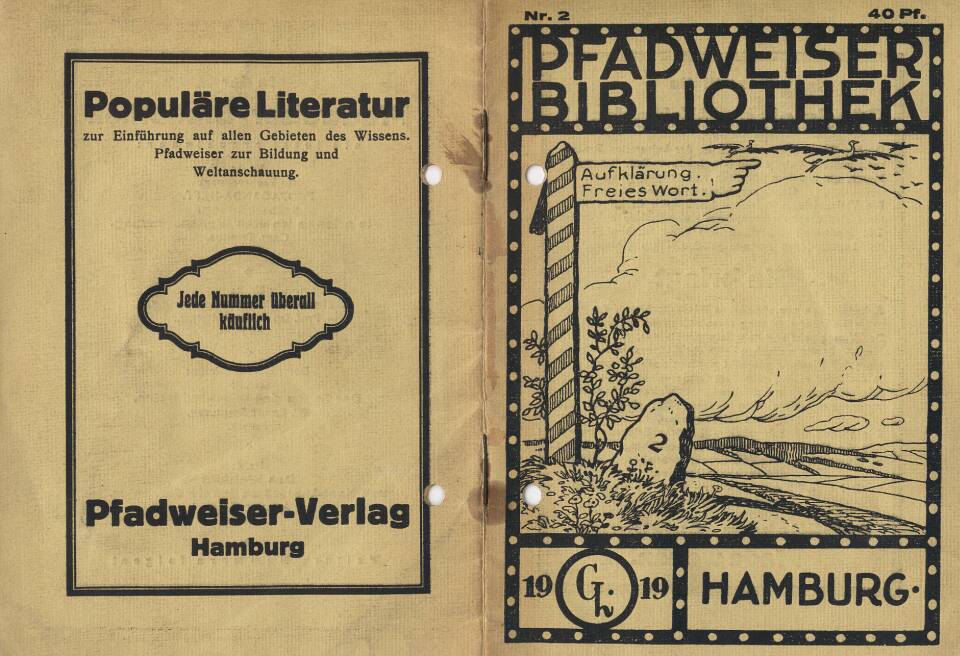 Populäre Literatur
zur Einführung auf allen Gebieten des Wissens.
Pfadweiser zur Bildung und
Weltanschauung.
Jede Nummer überall
käuflich
Pfadweiser-Verlag
Hamburg
Nr. 2
40 Pf.
PFADWEISER
BIBLIOTHEK
Aufklärung.
Freies Wort.
2
19 Gh. 19
HAMBURG.